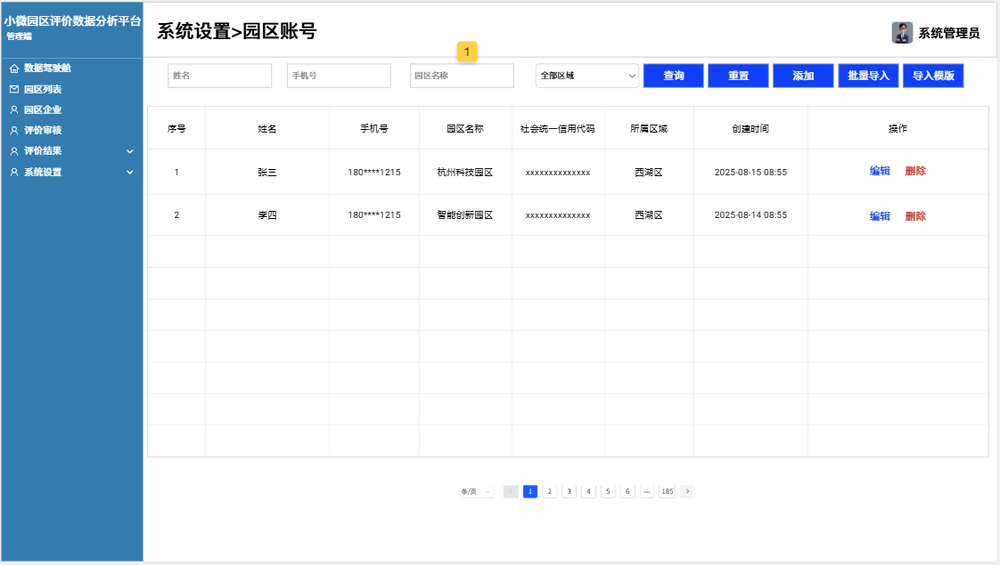 小微园区评价数据分析平台
管理端
数据驾驶舱
园区列表
园区企业
评价审核
评价结果
系统设置
系统设置>园区账号
系统管理员
1
姓名 手机号 园区名称 全部区域 查询 重置 添加 批量导入 导入模版
序号 姓名 手机号 园区名称 社会统一信用代码 所属区域 创建时间 操作
1 张三 180****1215 杭州科技园区 xxxxxxxxxxxxxx 西湖区 2025-08-15 08:55 编辑 删除
2 李四 180****1215 智能创新园区 xxxxxxxxxxxxxx 西湖区 2025-08-14 08:55 编辑 删除
条/页 1 2 3 4 5 6 ··· 185